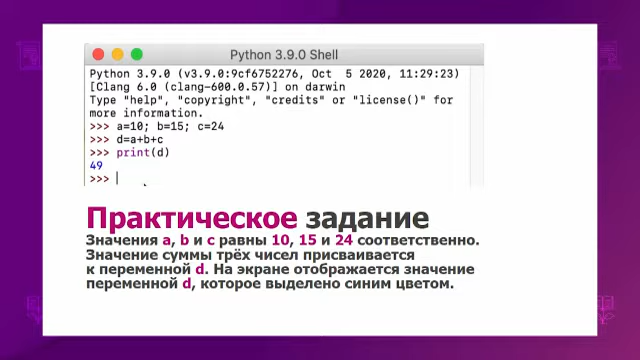 Python 3.9.0 Shell
Python 3.9.0 (v3.9.0:9cf6752276, Oct  5 2020, 11:29:23)
[Clang 6.0 (clang-600.0.57)] on darwin
Type "help", "copyright", "credits" or "license()" for
more information.
>>> a=10; b=15; c=24
>>> d=a+b+c
>>> print(d)
49
>>>
Практическое задание
Значения a, b и c равны 10, 15 и 24 соответственно.
Значение суммы трёх чисел присваивается
к переменной d. На экране отображается значение
переменной d, которое выделено синим цветом.